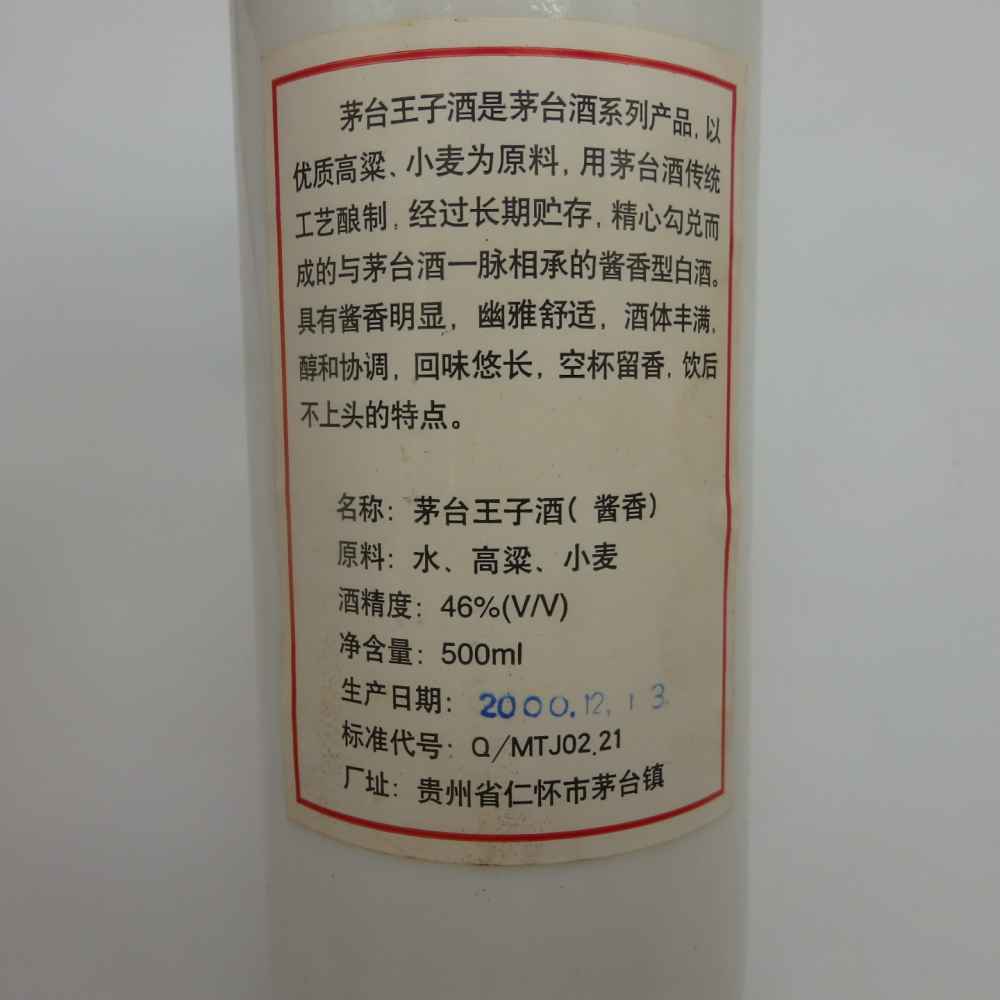 茅台王子酒是茅台酒系列产品，以
优质高粱、小麦为原料，用茅台酒传统
工艺酿制，经过长期贮存，精心勾兑而
成的与茅台酒一脉相承的酱香型白酒。
具有酱香明显，幽雅舒适，酒体丰满，
醇和协调，回味悠长，空杯留香，饮后
不上头的特点。
名称：茅台王子酒（酱香）
原料：水、高粱、小麦
酒精度：46%(V/V)
净含量：500ml
生产日期：2000.12.13
标准代号：Q/MTJ02.21
厂址：贵州省仁怀市茅台镇